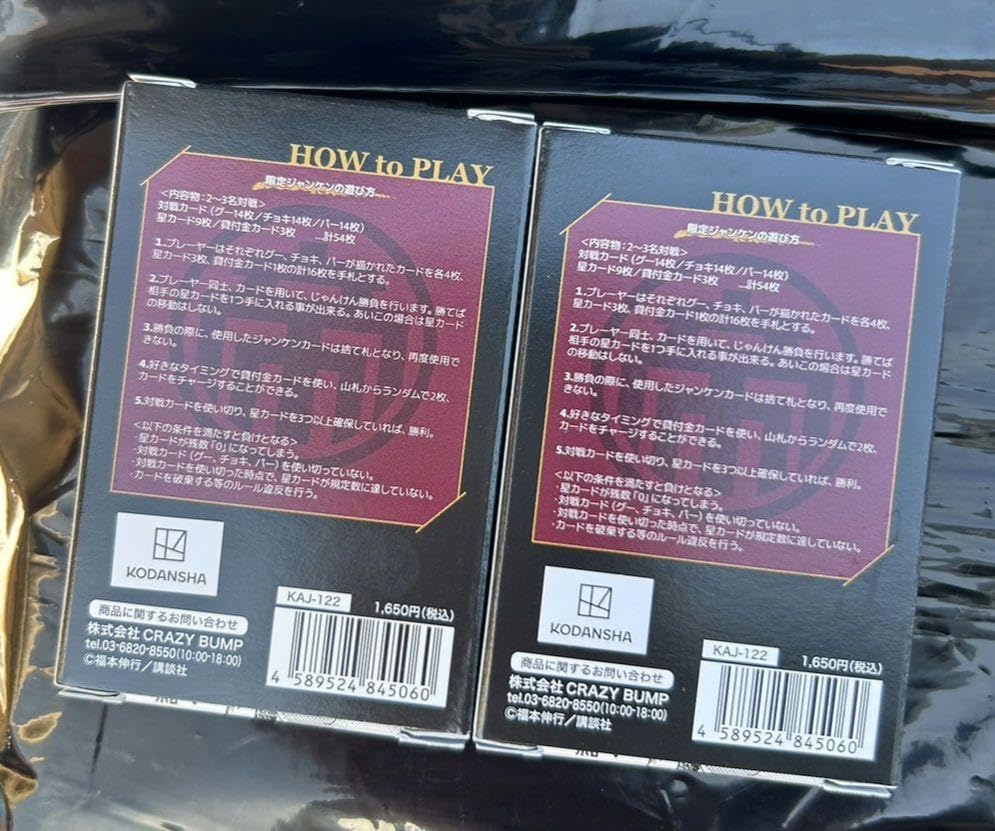 HOW to PLAY
限定ジャンケンの遊び方
<内容物:2〜3名対戦>
対戦カード(グー14枚/チョキ14枚/パー14枚)
星カード9枚/貸付金カード3枚 …計54枚
1.プレーヤーはそれぞれグー、チョキ、パーが描かれたカードを各4枚、
星カード3枚、貸付金カード1枚の計16枚を手札とする。
2.プレーヤー同士、カードを用いて、じゃんけん勝負を行います。勝てば
相手の星カードを1つ手に入れる事が出来る。あいこの場合は星カード
の移動はしない。
3.勝負の際に、使用したジャンケンカードは捨て札となり、再度使用で
きない。
4.好きなタイミングで貸付金カードを使い、山札からランダムで2枚、
カードをチャージすることができる。
5.対戦カードを使い切り、星カードを3つ以上確保していれば、勝利。
<以下の条件を満たすと負けとなる>
・星カードが残数「0」になってしまう。
・対戦カード(グー、チョキ、パー)を使い切っていない。
・対戦カードを使い切った時点で、星カードが規定数に達していない。
・カードを破棄する等のルール違反を行う。
KODANSHA
商品に関するお問い合わせ
株式会社 CRAZY BUMP
tel.03-6820-8550(10:00-18:00)
©福本伸行/講談社
KAJ-122
1,650円(税込)
4 589524 845060
HOW to PLAY
限定ジャンケンの遊び方
<内容物:2〜3名対戦>
対戦カード(グー14枚/チョキ14枚/パー14枚)
星カード9枚/貸付金カード3枚 …計54枚
1.プレーヤーはそれぞれグー、チョキ、パーが描かれたカードを各4枚、
星カード3枚、貸付金カード1枚の計16枚を手札とする。
2.プレーヤー同士、カードを用いて、じゃんけん勝負を行います。勝てば
相手の星カードを1つ手に入れる事が出来る。あいこの場合は星カード
の移動はしない。
3.勝負の際に、使用したジャンケンカードは捨て札となり、再度使用で
きない。
4.好きなタイミングで貸付金カードを使い、山札からランダムで2枚、
カードをチャージすることができる。
5.対戦カードを使い切り、星カードを3つ以上確保していれば、勝利。
<以下の条件を満たすと負けとなる>
・星カードが残数「0」になってしまう。
・対戦カード(グー、チョキ、パー)を使い切っていない。
・対戦カードを使い切った時点で、星カードが規定数に達していない。
・カードを破棄する等のルール違反を行う。
KODANSHA
商品に関するお問い合わせ
株式会社 CRAZY BUMP
tel.03-6820-8550(10:00-18:00)
©福本伸行/講談社
KAJ-122
1,650円(税込)
4 589524 845060